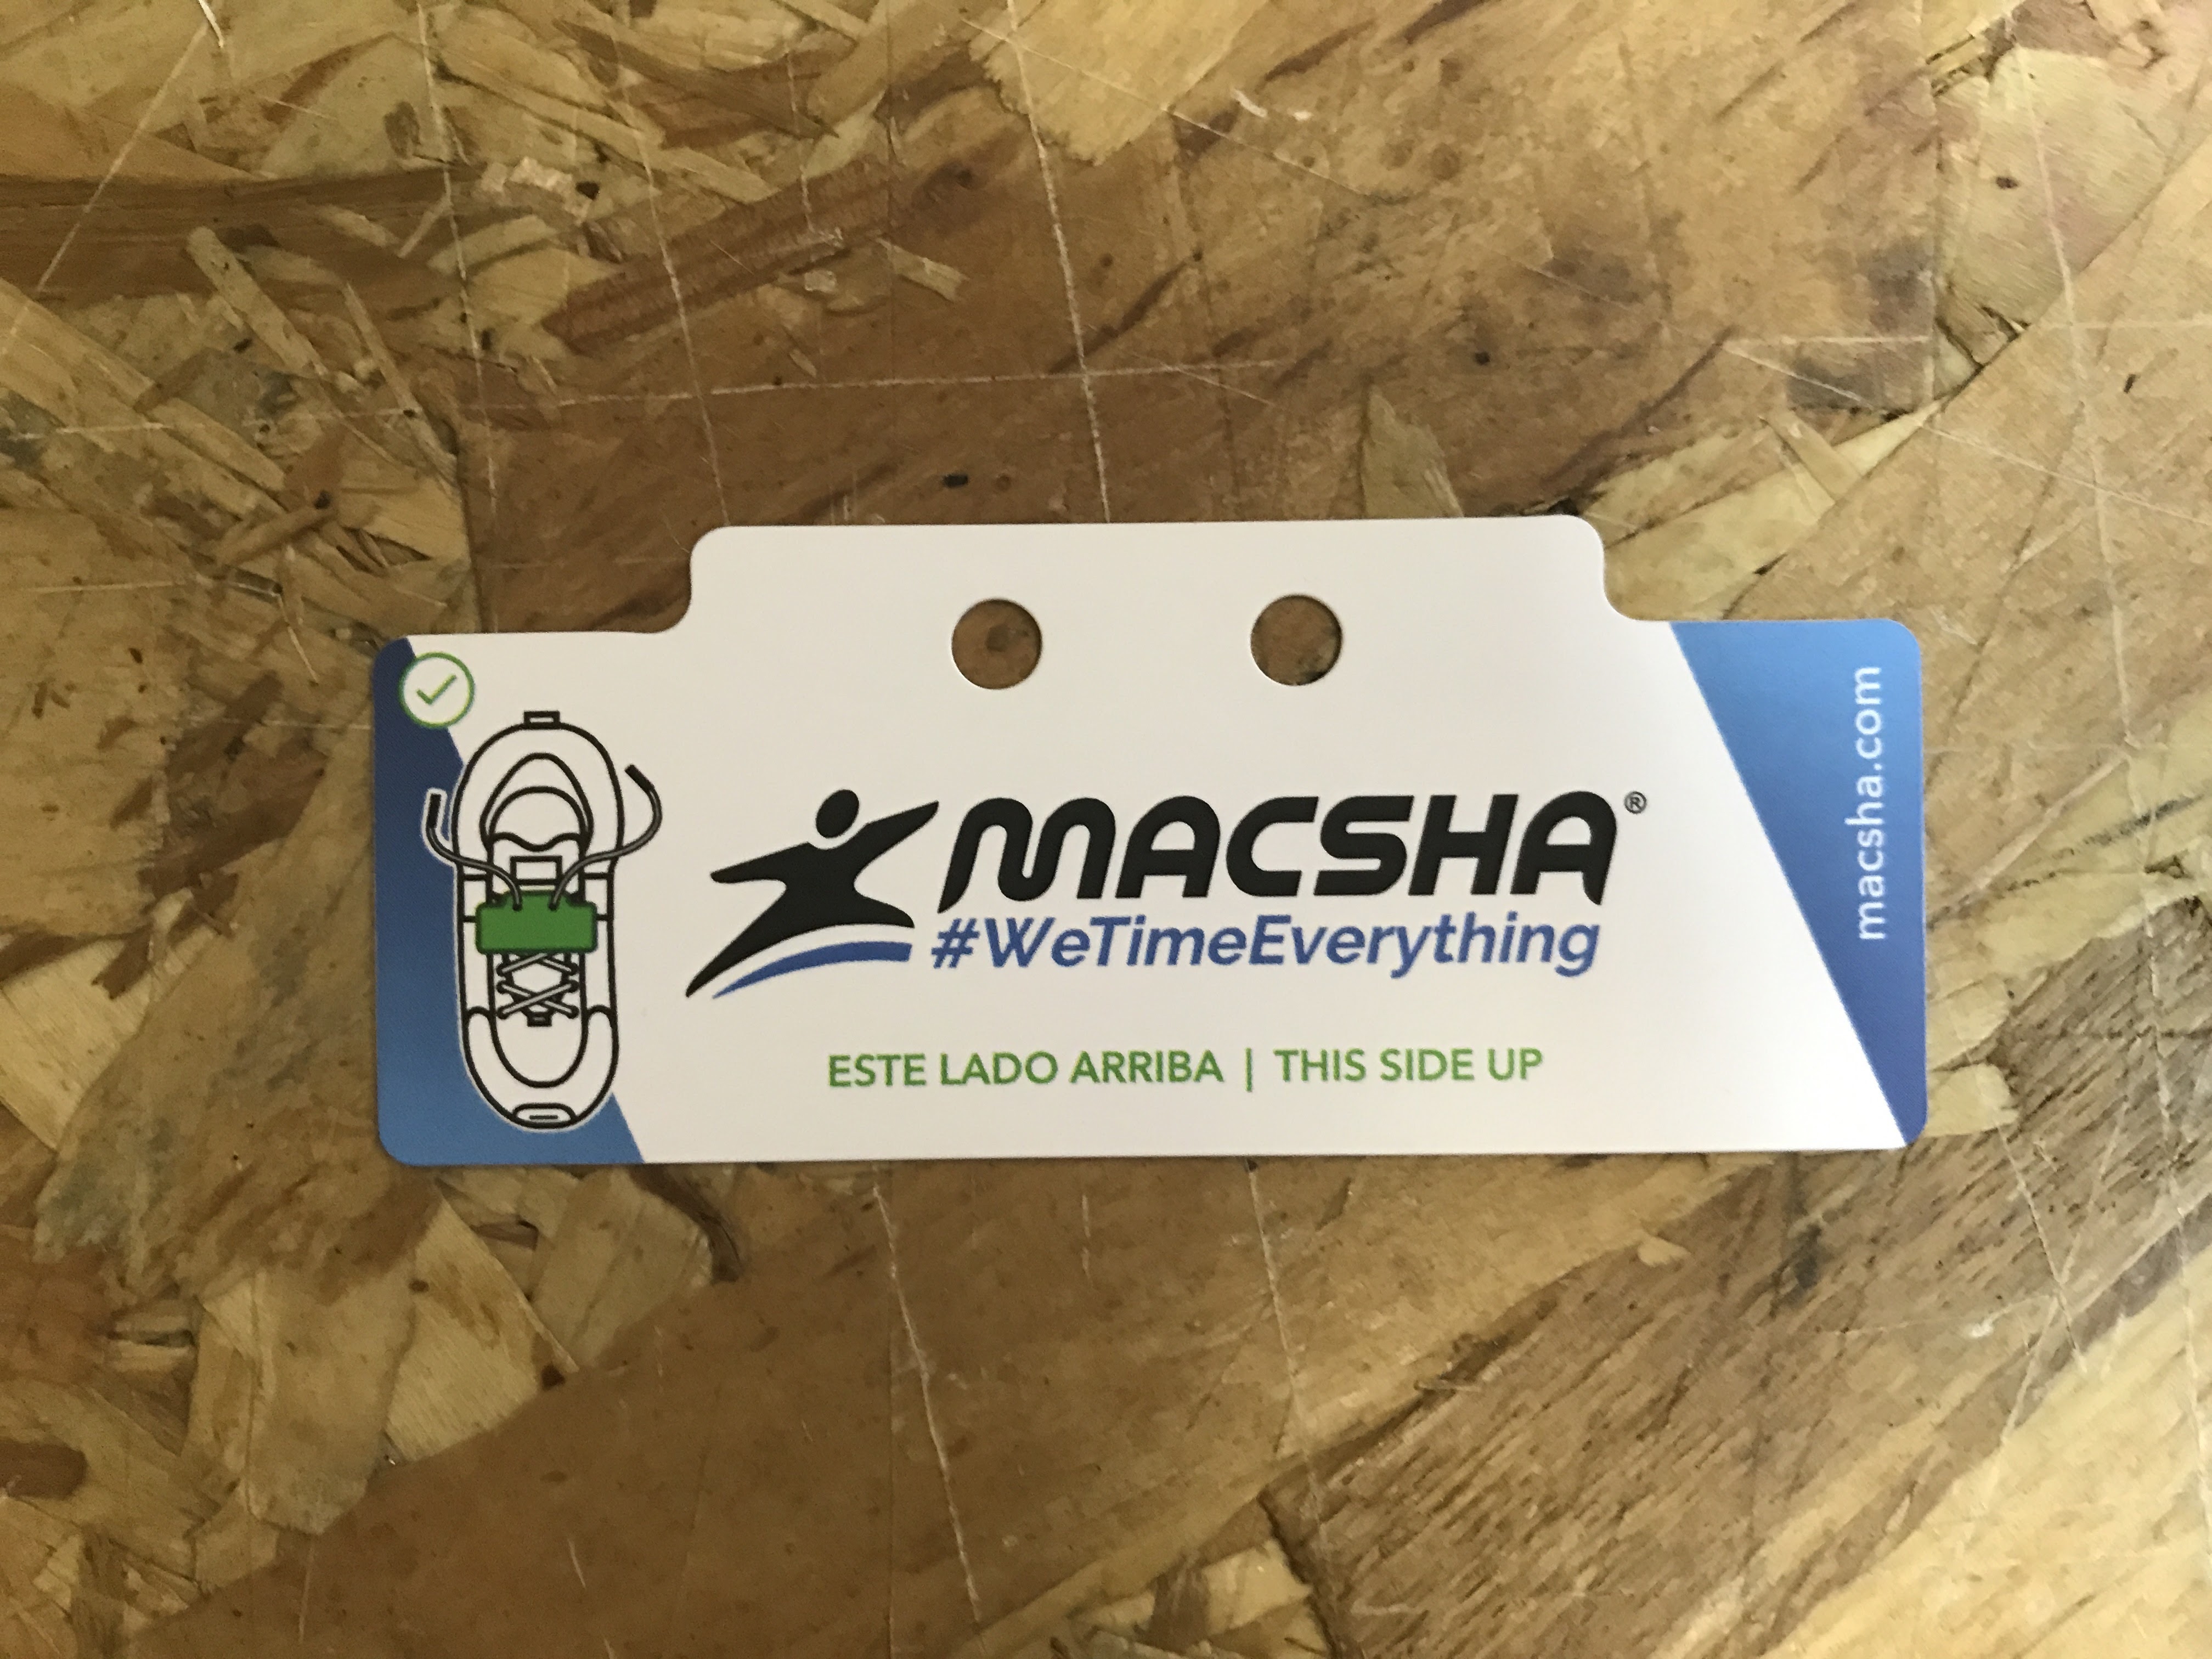 MACSHA®
#WeTimeEverything
ESTE LADO ARRIBA | THIS SIDE UP
macsha.com